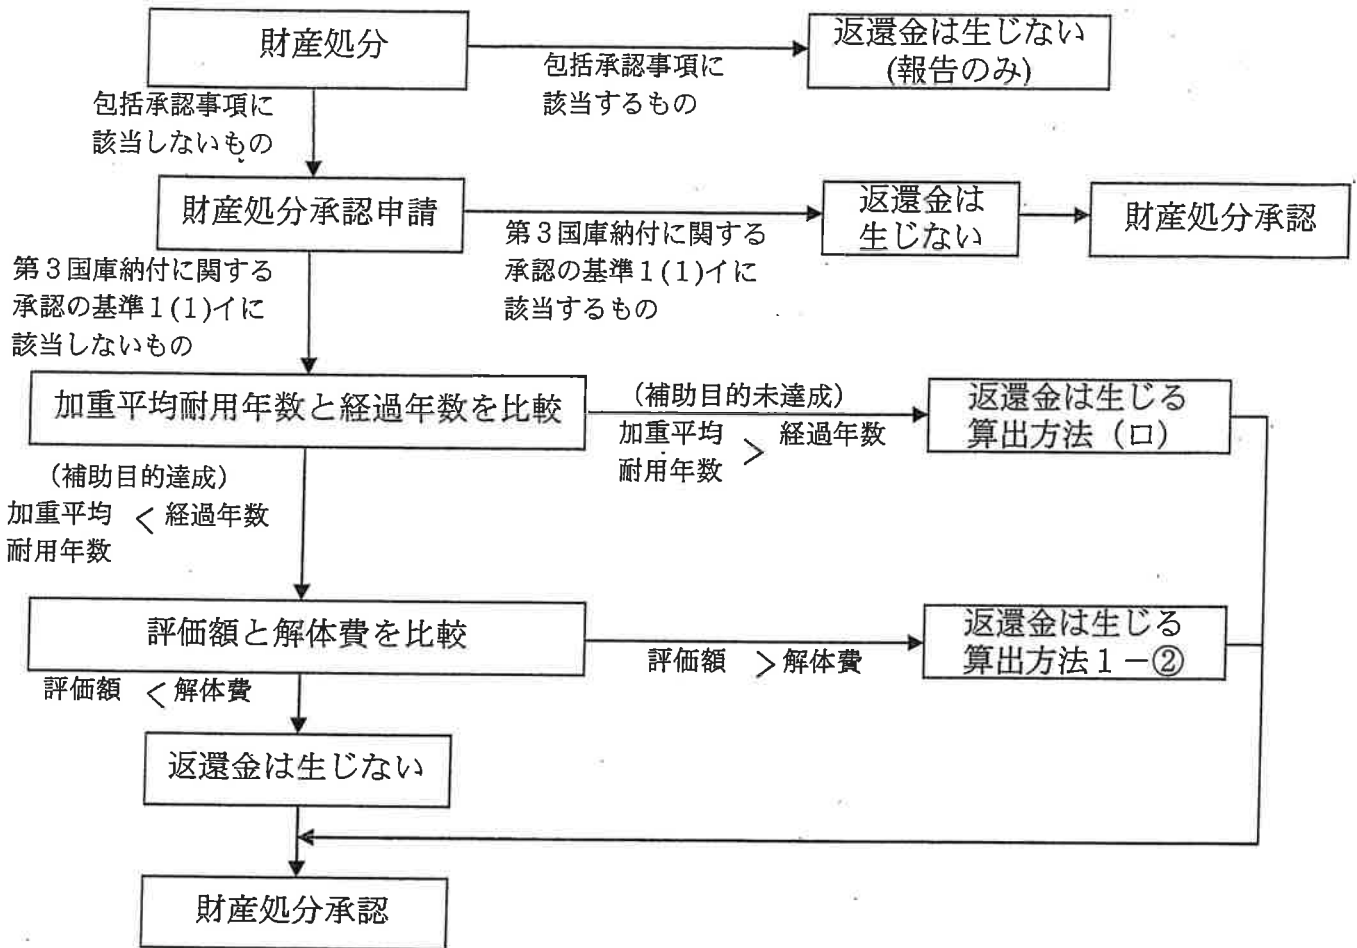 財産処分
返還金は生じない
(報告のみ)
包括承認事項に
該当するもの
包括承認事項に
該当しないもの
財産処分承認申請
返還金は
生じない
財産処分承認
第3国庫納付に関する
承認の基準1(1)イに
該当するもの
第3国庫納付に関する
承認の基準1(1)イに
該当しないもの
加重平均耐用年数と経過年数を比較
(補助目的未達成)
加重平均 > 経過年数
耐用年数
返還金は生じる
算出方法(ロ)
(補助目的達成)
加重平均 < 経過年数
耐用年数
評価額と解体費を比較
評価額 > 解体費
返還金は生じる
算出方法1-②
評価額 < 解体費
返還金は生じない
財産処分承認